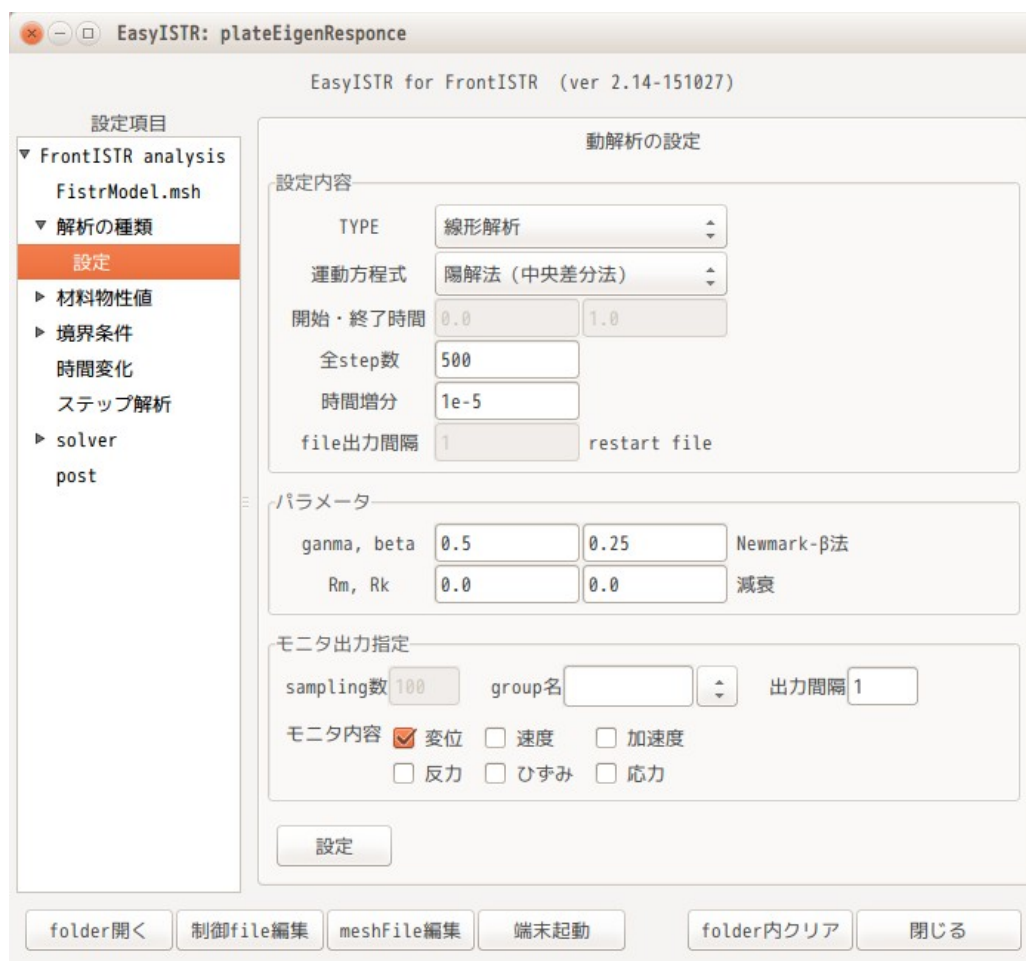 EasyISTR: plateEigenResponce
EasyISTR for FrontISTR (ver 2.14-151027)
設定項目
FrontISTR analysis
FistrModel.msh
解析の種類
設定
材料物性値
境界条件
時間変化
ステップ解析
solver
post
動解析の設定
設定内容
TYPE 線形解析
運動方程式 陽解法（中央差分法）
開始・終了時間 0.0 1.0
全step数 500
時間増分 1e-5
file出力間隔 1 restart file
パラメータ
ganma, beta 0.5 0.25 Newmark-β法
Rm, Rk 0.0 0.0 減衰
モニタ出力指定
sampling数 100 group名 出力間隔 1
モニタ内容 変位 速度 加速度
反力 ひずみ 応力
設定
folder開く 制御file編集 meshFile編集 端末起動 folder内クリア 閉じる